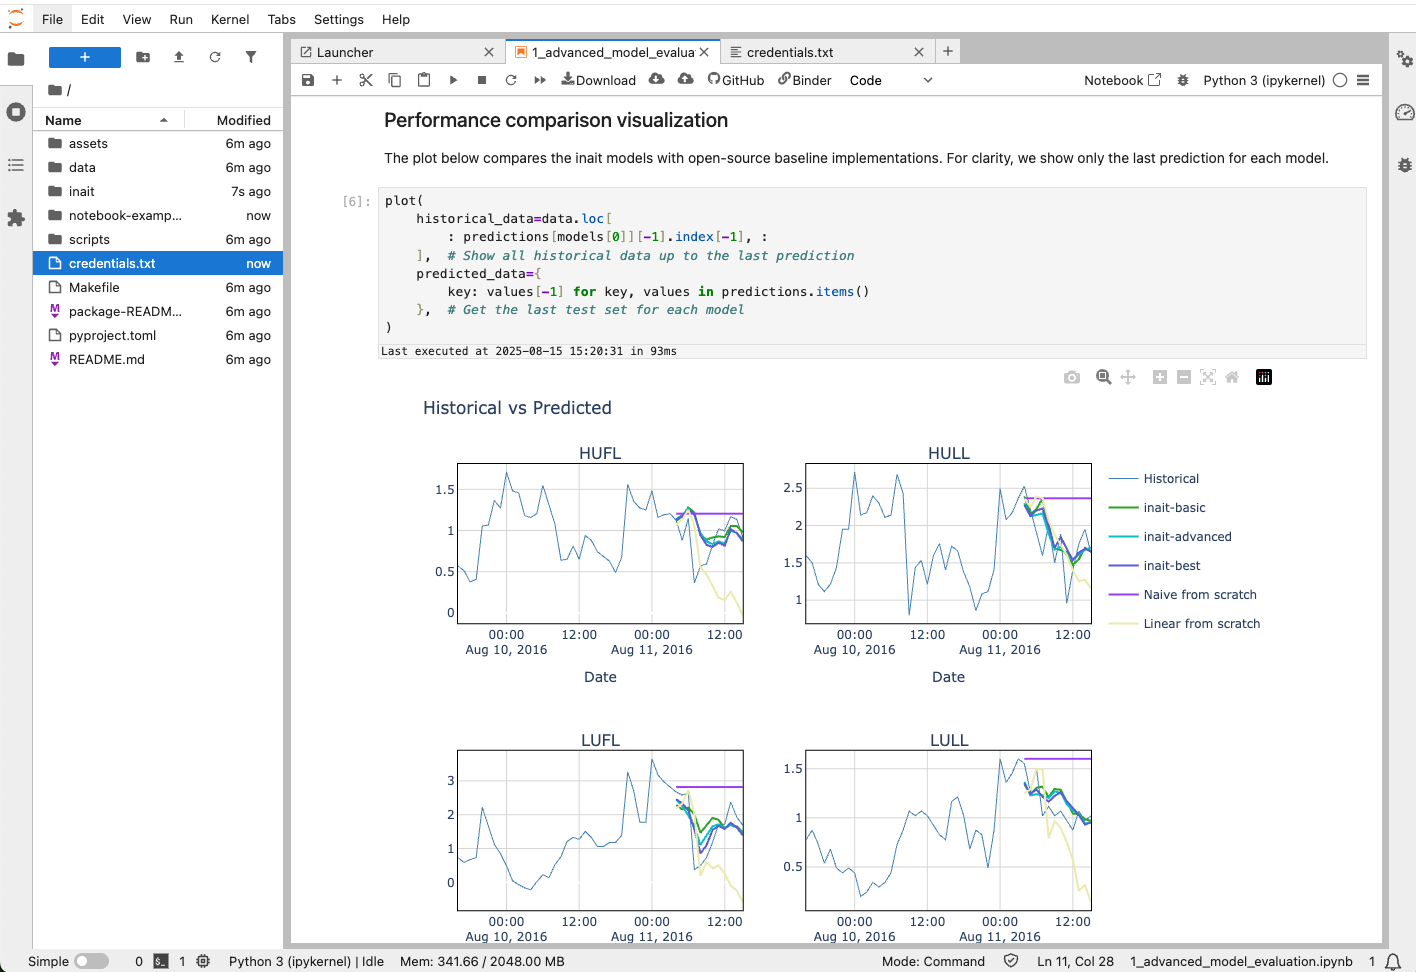 File Edit View Run Kernel Tabs Settings Help
Launcher
1_advanced_model_evalua
credentials.txt
Download
GitHub
Binder
Code
Notebook
Python 3 (ipykernel)
/
Name Modified
assets 6m ago
data 6m ago
inait 7s ago
notebook-examp... now
scripts 6m ago
credentials.txt now
Makefile 6m ago
package-READM... 6m ago
pyproject.toml 6m ago
README.md 6m ago
Performance comparison visualization
The plot below compares the inait models with open-source baseline implementations. For clarity, we show only the last prediction for each model.
[6]:
plot(
    historical_data=data.loc[
        : predictions[models[0]][-1].index[-1], :
    ],  # Show all historical data up to the last prediction
    predicted_data={
        key: values[-1] for key, values in predictions.items()
    },  # Get the last test set for each model
)
Last executed at 2025-08-15 15:20:31 in 93ms
Historical vs Predicted
HUFL
1.5
1
0.5
0
00:00 12:00 00:00 12:00
Aug 10, 2016 Aug 11, 2016
Date
HULL
2.5
2
1.5
1
00:00 12:00 00:00 12:00
Aug 10, 2016 Aug 11, 2016
Date
Historical
inait-basic
inait-advanced
inait-best
Naive from scratch
Linear from scratch
LUFL
3
2
1
0
00:00 12:00 00:00 12:00
Aug 10, 2016 Aug 11, 2016
LULL
1.5
1
0.5
00:00 12:00 00:00 12:00
Aug 10, 2016 Aug 11, 2016
Simple 0 $_ 1 Python 3 (ipykernel) | Idle Mem: 341.66 / 2048.00 MB Mode: Command Ln 11, Col 28 1_advanced_model_evaluation.ipynb 1